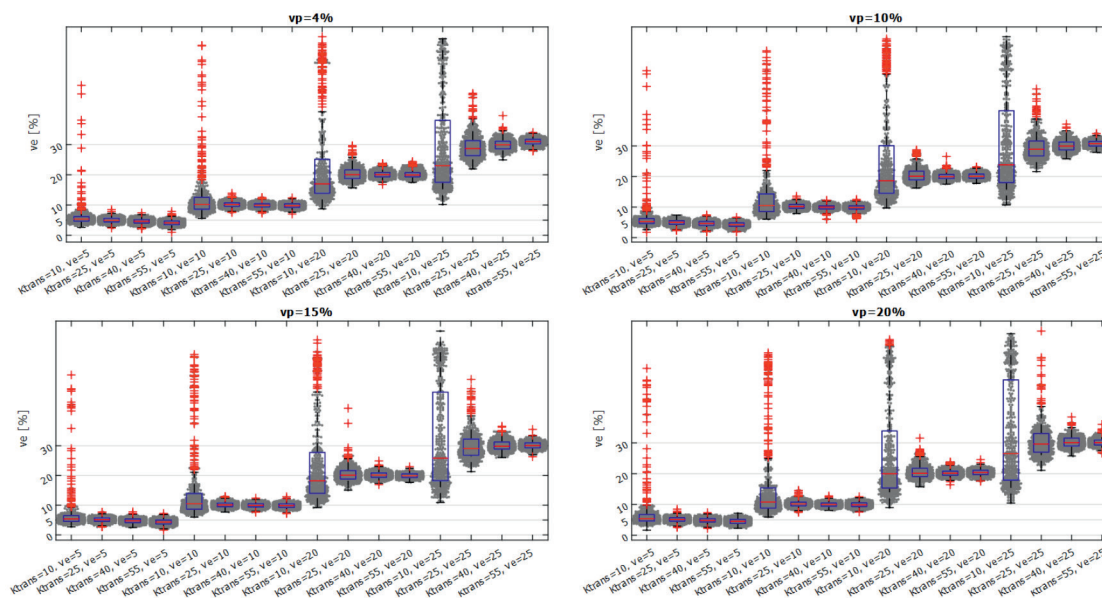 vp=4%
ve [%]
30
20
10
5
0
Ktrans=10, ve=5
Ktrans=25, ve=5
Ktrans=40, ve=5
Ktrans=55, ve=5
Ktrans=10, ve=10
Ktrans=25, ve=10
Ktrans=40, ve=10
Ktrans=55, ve=10
Ktrans=10, ve=20
Ktrans=25, ve=20
Ktrans=40, ve=20
Ktrans=55, ve=20
Ktrans=10, ve=25
Ktrans=25, ve=25
Ktrans=40, ve=25
Ktrans=55, ve=25
vp=10%
ve [%]
30
20
10
5
0
Ktrans=10, ve=5
Ktrans=25, ve=5
Ktrans=40, ve=5
Ktrans=55, ve=5
Ktrans=10, ve=10
Ktrans=25, ve=10
Ktrans=40, ve=10
Ktrans=55, ve=10
Ktrans=10, ve=20
Ktrans=25, ve=20
Ktrans=40, ve=20
Ktrans=55, ve=20
Ktrans=10, ve=25
Ktrans=25, ve=25
Ktrans=40, ve=25
Ktrans=55, ve=25
vp=15%
ve [%]
30
20
10
5
0
Ktrans=10, ve=5
Ktrans=25, ve=5
Ktrans=40, ve=5
Ktrans=55, ve=5
Ktrans=10, ve=10
Ktrans=25, ve=10
Ktrans=40, ve=10
Ktrans=55, ve=10
Ktrans=10, ve=20
Ktrans=25, ve=20
Ktrans=40, ve=20
Ktrans=55, ve=20
Ktrans=10, ve=25
Ktrans=25, ve=25
Ktrans=40, ve=25
Ktrans=55, ve=25
vp=20%
ve [%]
30
20
10
5
0
Ktrans=10, ve=5
Ktrans=25, ve=5
Ktrans=40, ve=5
Ktrans=55, ve=5
Ktrans=10, ve=10
Ktrans=25, ve=10
Ktrans=40, ve=10
Ktrans=55, ve=10
Ktrans=10, ve=20
Ktrans=25, ve=20
Ktrans=40, ve=20
Ktrans=55, ve=20
Ktrans=10, ve=25
Ktrans=25, ve=25
Ktrans=40, ve=25
Ktrans=55, ve=25